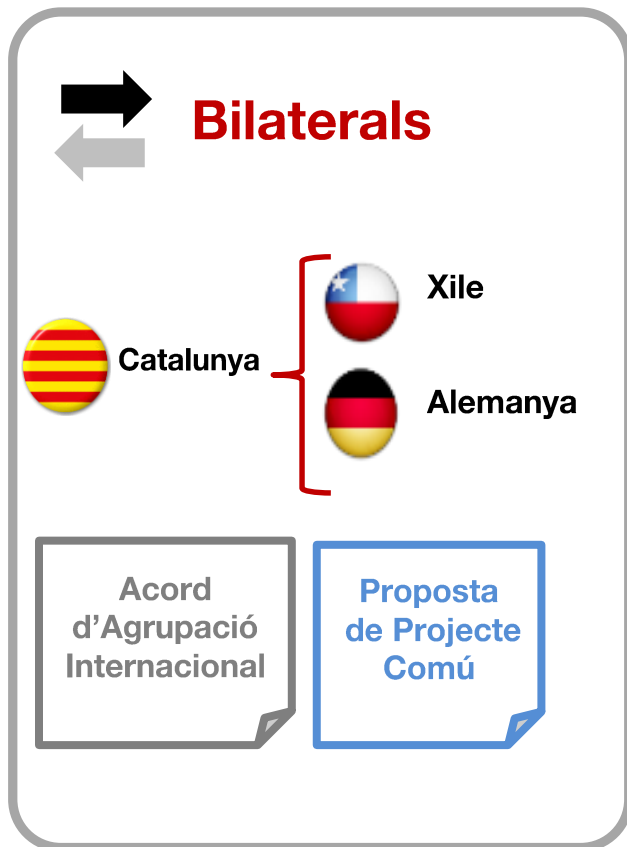 Bilaterals
Xile
Catalunya
Alemanya
Acord
d’Agrupació
Internacional
Proposta
de Projecte
Comú